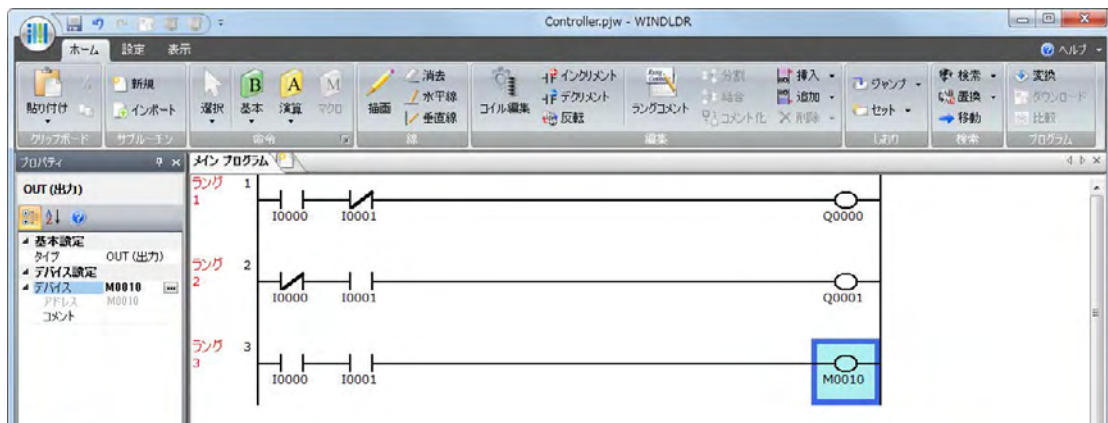 Controller.pjw - WINDLDR
ホーム 設定 表示 ヘルプ
貼り付け
クリップボード
新規
インポート
サブルーチン
選択
B
基本
A
演算
M
マクロ
命令
描画
消去
水平線
垂直線
線
コイル編集
インクリメント
デクリメント
反転
ラングコメント
分割
結合
コメント化
挿入
追加
削除
編集
ジャンプ
セット
しおり
検索
置換
移動
検索
変換
ダウンロード
比較
プログラム
プロパティ
OUT (出力)
基本設定
タイプ OUT (出力)
デバイス設定
デバイス M0010 ...
アドレス M0010
コメント
メイン プログラム
ラング 1
1
I0000 I0001 Q0000
ラング 2
2
I0000 I0001 Q0001
ラング 3
3
I0000 I0001 M0010